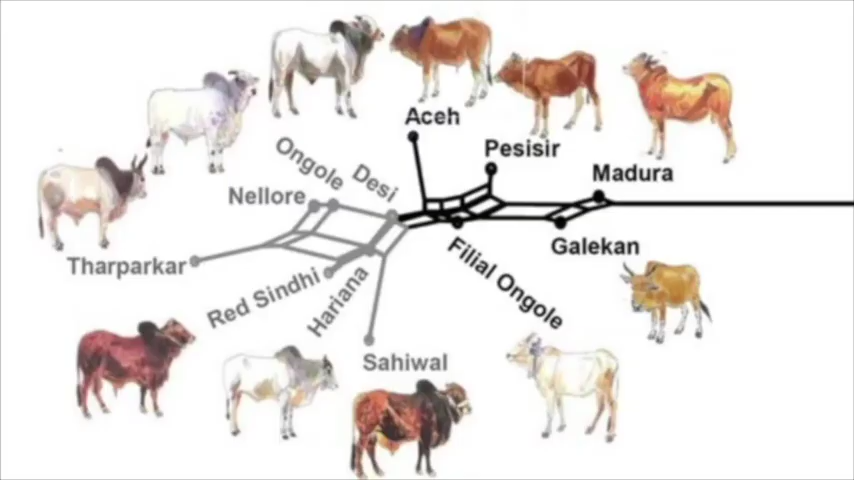 Aceh
Pesisir
Ongole
Desi
Madura
Nellore
Galekan
Tharparkar
Red Sindhi
Hariana
Filial Ongole
Sahiwal